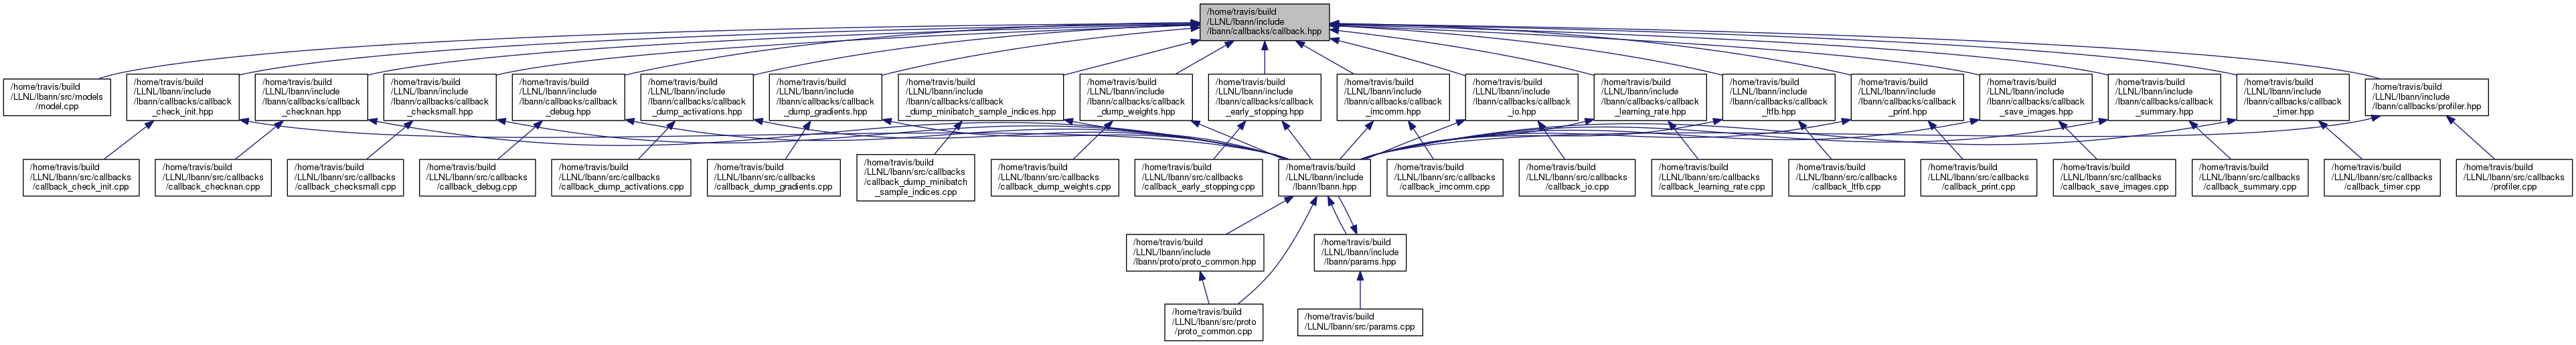 /home/travis/build
/LLNL/lbann/include
/lbann/callbacks/callback.hpp
/home/travis/build
/LLNL/lbann/src/models
/model.cpp
/home/travis/build
/LLNL/lbann/include
/lbann/callbacks/callback
_check_init.hpp
/home/travis/build
/LLNL/lbann/include
/lbann/callbacks/callback
_checknan.hpp
/home/travis/build
/LLNL/lbann/include
/lbann/callbacks/callback
_checksmall.hpp
/home/travis/build
/LLNL/lbann/include
/lbann/callbacks/callback
_debug.hpp
/home/travis/build
/LLNL/lbann/include
/lbann/callbacks/callback
_dump_activations.hpp
/home/travis/build
/LLNL/lbann/include
/lbann/callbacks/callback
_dump_gradients.hpp
/home/travis/build
/LLNL/lbann/include
/lbann/callbacks/callback
_dump_minibatch_sample_indices.hpp
/home/travis/build
/LLNL/lbann/include
/lbann/callbacks/callback
_dump_weights.hpp
/home/travis/build
/LLNL/lbann/include
/lbann/callbacks/callback
_early_stopping.hpp
/home/travis/build
/LLNL/lbann/include
/lbann/callbacks/callback
_imcomm.hpp
/home/travis/build
/LLNL/lbann/include
/lbann/callbacks/callback
_io.hpp
/home/travis/build
/LLNL/lbann/include
/lbann/callbacks/callback
_learning_rate.hpp
/home/travis/build
/LLNL/lbann/include
/lbann/callbacks/callback
_ltfb.hpp
/home/travis/build
/LLNL/lbann/include
/lbann/callbacks/callback
_print.hpp
/home/travis/build
/LLNL/lbann/include
/lbann/callbacks/callback
_save_images.hpp
/home/travis/build
/LLNL/lbann/include
/lbann/callbacks/callback
_summary.hpp
/home/travis/build
/LLNL/lbann/include
/lbann/callbacks/callback
_timer.hpp
/home/travis/build
/LLNL/lbann/include
/lbann/callbacks/profiler.hpp
/home/travis/build
/LLNL/lbann/src/callbacks
/callback_check_init.cpp
/home/travis/build
/LLNL/lbann/src/callbacks
/callback_checknan.cpp
/home/travis/build
/LLNL/lbann/src/callbacks
/callback_checksmall.cpp
/home/travis/build
/LLNL/lbann/src/callbacks
/callback_debug.cpp
/home/travis/build
/LLNL/lbann/src/callbacks
/callback_dump_activations.cpp
/home/travis/build
/LLNL/lbann/src/callbacks
/callback_dump_gradients.cpp
/home/travis/build
/LLNL/lbann/src/callbacks
/callback_dump_minibatch
_sample_indices.cpp
/home/travis/build
/LLNL/lbann/src/callbacks
/callback_dump_weights.cpp
/home/travis/build
/LLNL/lbann/src/callbacks
/callback_early_stopping.cpp
/home/travis/build
/LLNL/lbann/include
/lbann/lbann.hpp
/home/travis/build
/LLNL/lbann/src/callbacks
/callback_imcomm.cpp
/home/travis/build
/LLNL/lbann/src/callbacks
/callback_io.cpp
/home/travis/build
/LLNL/lbann/src/callbacks
/callback_learning_rate.cpp
/home/travis/build
/LLNL/lbann/src/callbacks
/callback_ltfb.cpp
/home/travis/build
/LLNL/lbann/src/callbacks
/callback_print.cpp
/home/travis/build
/LLNL/lbann/src/callbacks
/callback_save_images.cpp
/home/travis/build
/LLNL/lbann/src/callbacks
/callback_summary.cpp
/home/travis/build
/LLNL/lbann/src/callbacks
/callback_timer.cpp
/home/travis/build
/LLNL/lbann/src/callbacks
/profiler.cpp
/home/travis/build
/LLNL/lbann/include
/lbann/proto/proto_common.hpp
/home/travis/build
/LLNL/lbann/include
/lbann/params.hpp
/home/travis/build
/LLNL/lbann/src/proto
/proto_common.cpp
/home/travis/build
/LLNL/lbann/src/params.cpp